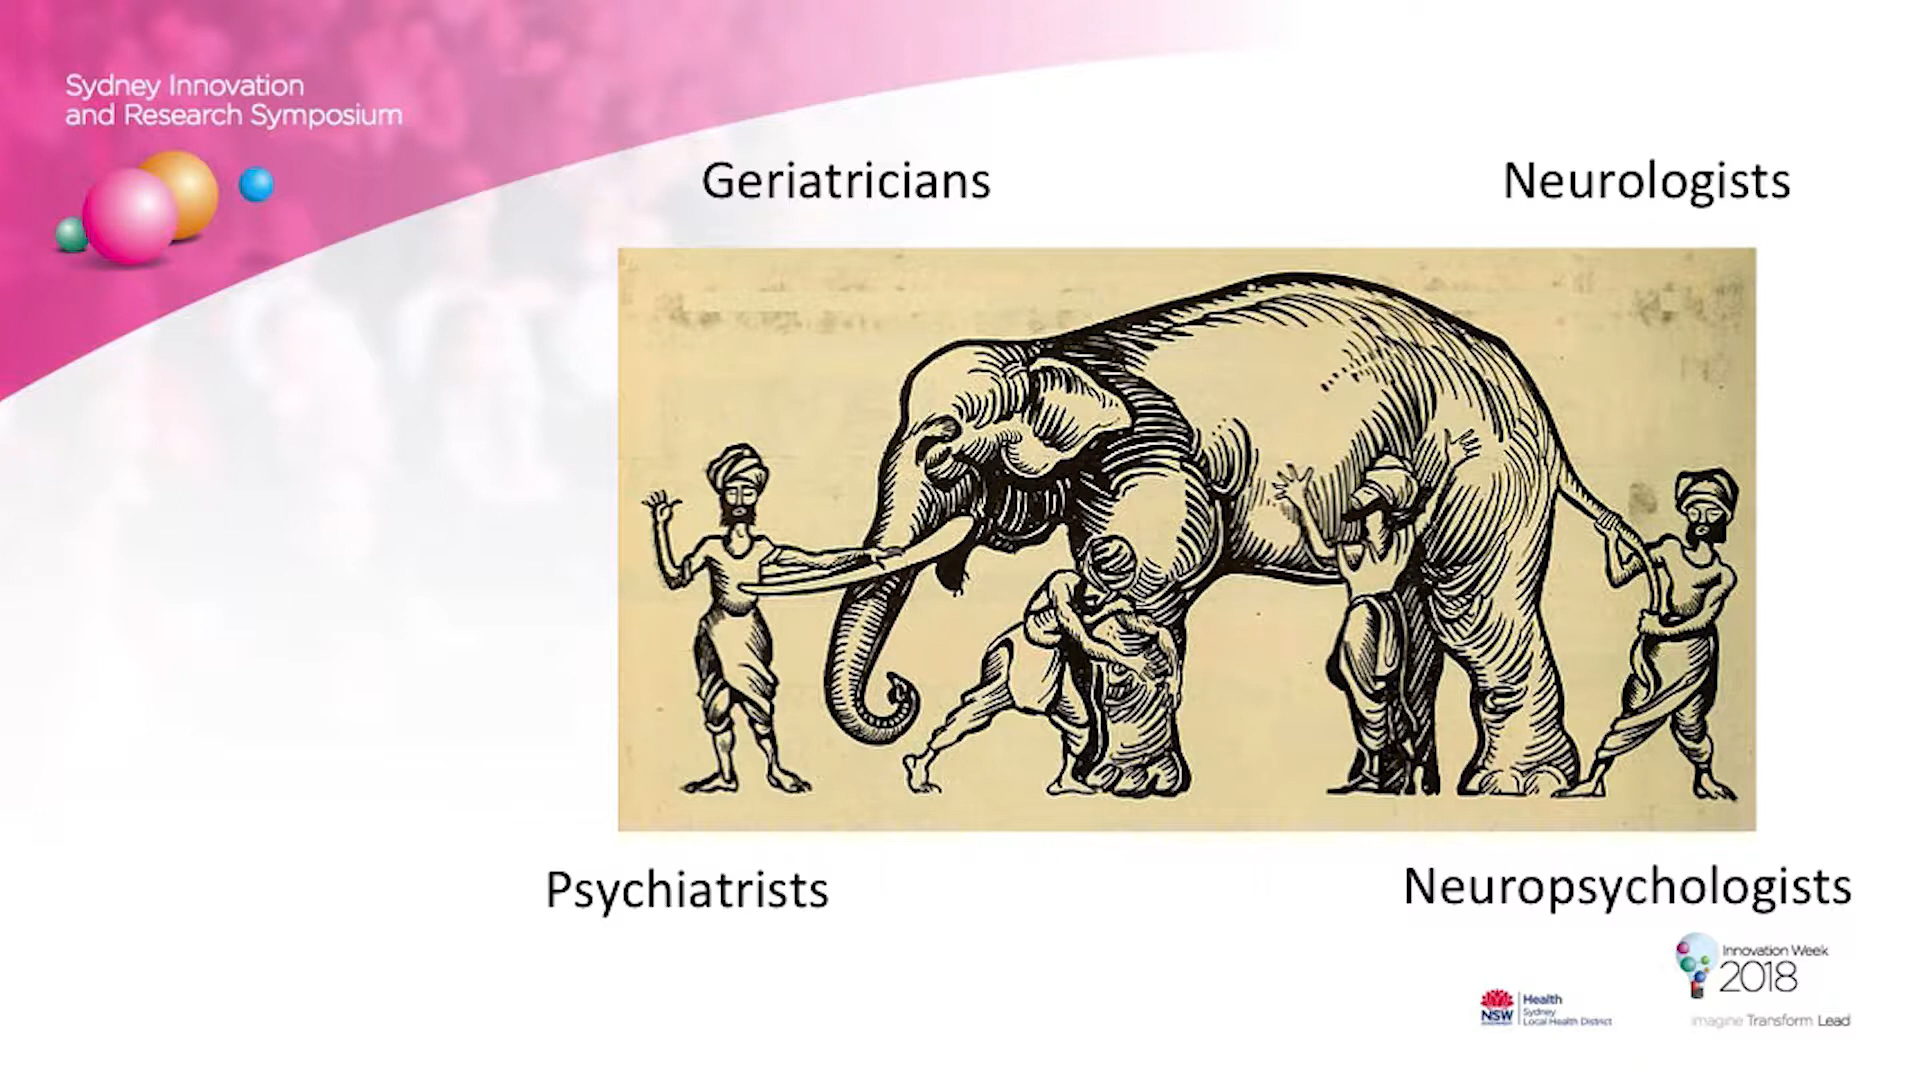 Sydney Innovation
and Research Symposium
Geriatricians
Neurologists
Psychiatrists
Neuropsychologists
Innovation Week
2018
Health
Sydney
Local Health District
NSW
Imagine Transform Lead